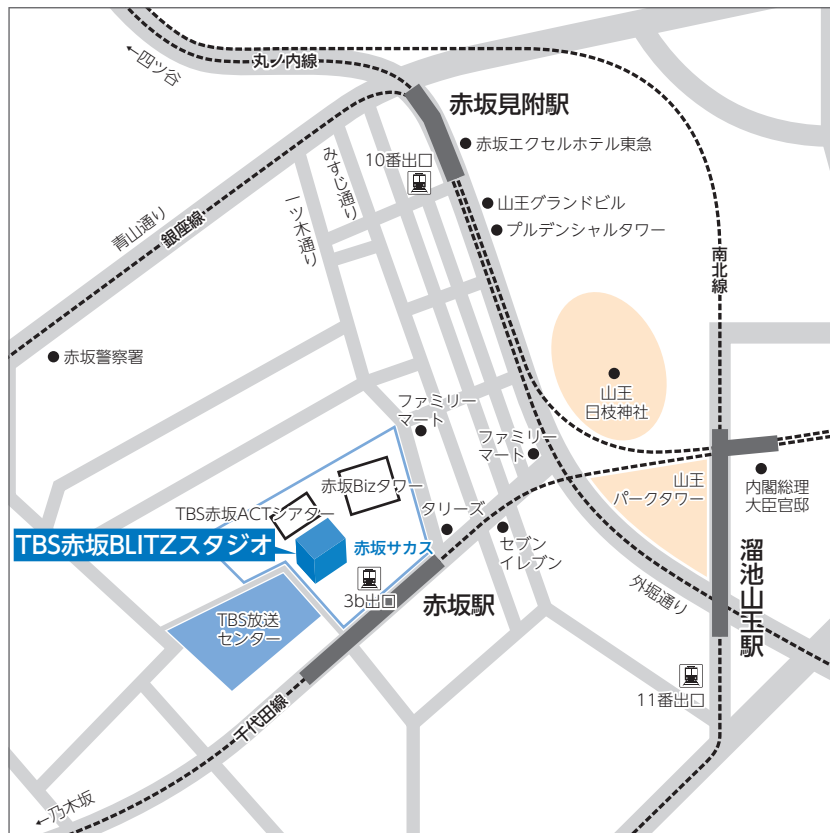 ←四ツ谷
丸ノ内線
赤坂見附駅
赤坂エクセルホテル東急
10番出口
みすじ通り
一ツ木通り
山王グランドビル
プルデンシャルタワー
青山通り
銀座線
南北線
赤坂警察署
山王
日枝神社
ファミリー
マート
ファミリー
マート
赤坂Bizタワー
山王
パークタワー
内閣総理
大臣官邸
TBS赤坂ACTシアター
タリーズ
TBS赤坂BLITZスタジオ
赤坂サカス
セブン
イレブン
溜池山王駅
3b出口
赤坂駅
外堀通り
TBS放送
センター
11番出口
千代田線
←乃木坂